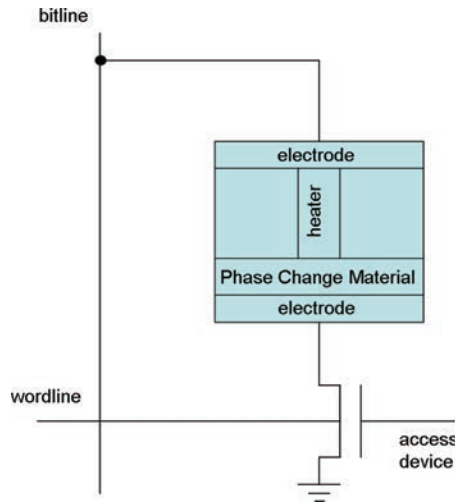 bitline
electrode
heater
Phase Change Material
electrode
wordline
access
device